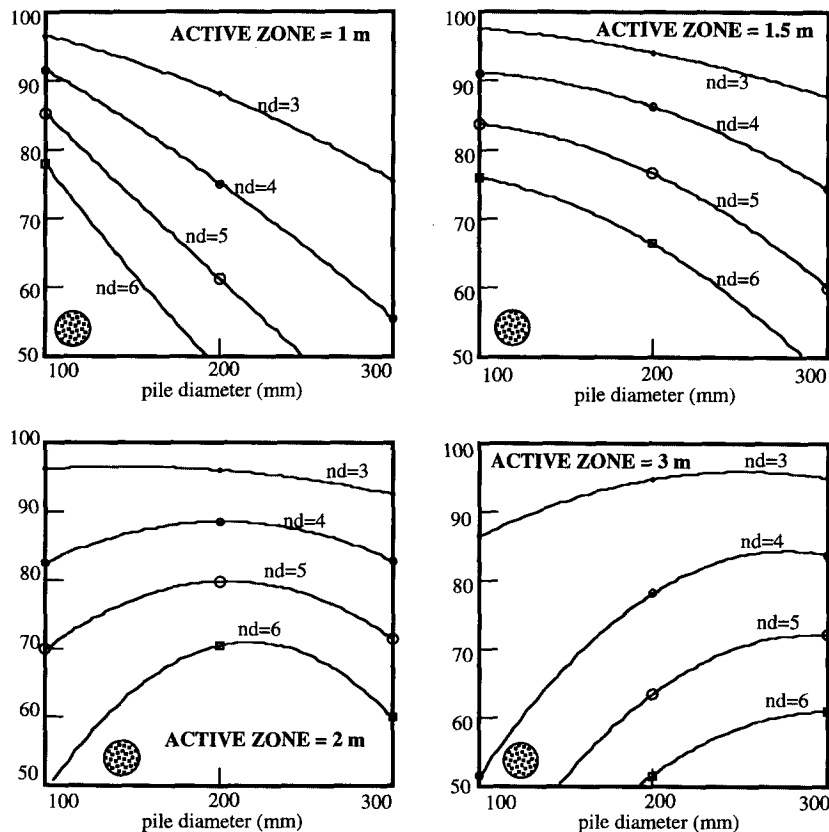 ACTIVE ZONE = 1 m
100
90
80
70
60
50
nd=3
nd=4
nd=5
nd=6
100 200 300
pile diameter (mm)
ACTIVE ZONE = 1.5 m
100
90
80
70
60
50
nd=3
nd=4
nd=5
nd=6
100 200 300
pile diameter (mm)
ACTIVE ZONE = 2 m
100
90
80
70
60
50
nd=3
nd=4
nd=5
nd=6
100 200 300
pile diameter (mm)
ACTIVE ZONE = 3 m
100
90
80
70
60
50
nd=3
nd=4
nd=5
nd=6
100 200 300
pile diameter (mm)